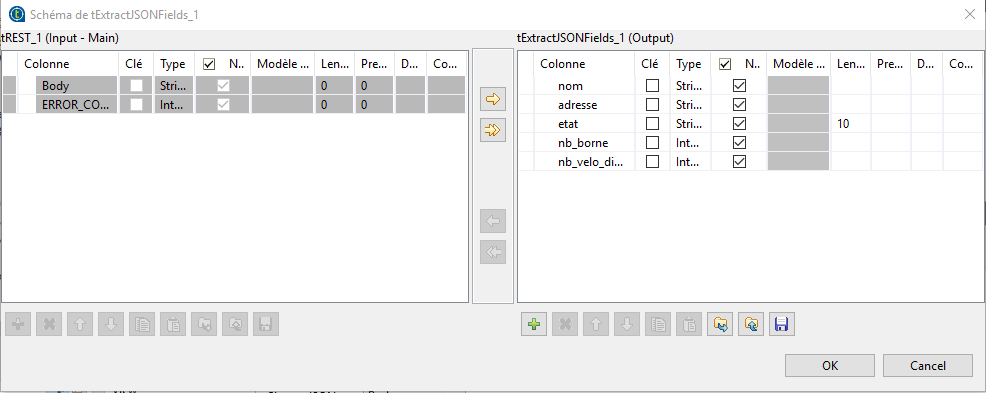 Schéma de tExtractJSONFields_1
tREST_1 (Input - Main)
Colonne Clé Type N.. Modèle ... Len... Pre... D... Co...
Body Stri... 0 0
ERROR_CO... Int... 0 0
tExtractJSONFields_1 (Output)
Colonne Clé Type N.. Modèle ... Len... Pre... D... Co...
nom Stri...
adresse Stri...
etat Stri... 10
nb_borne Int...
nb_velo_di... Int...
OK Cancel